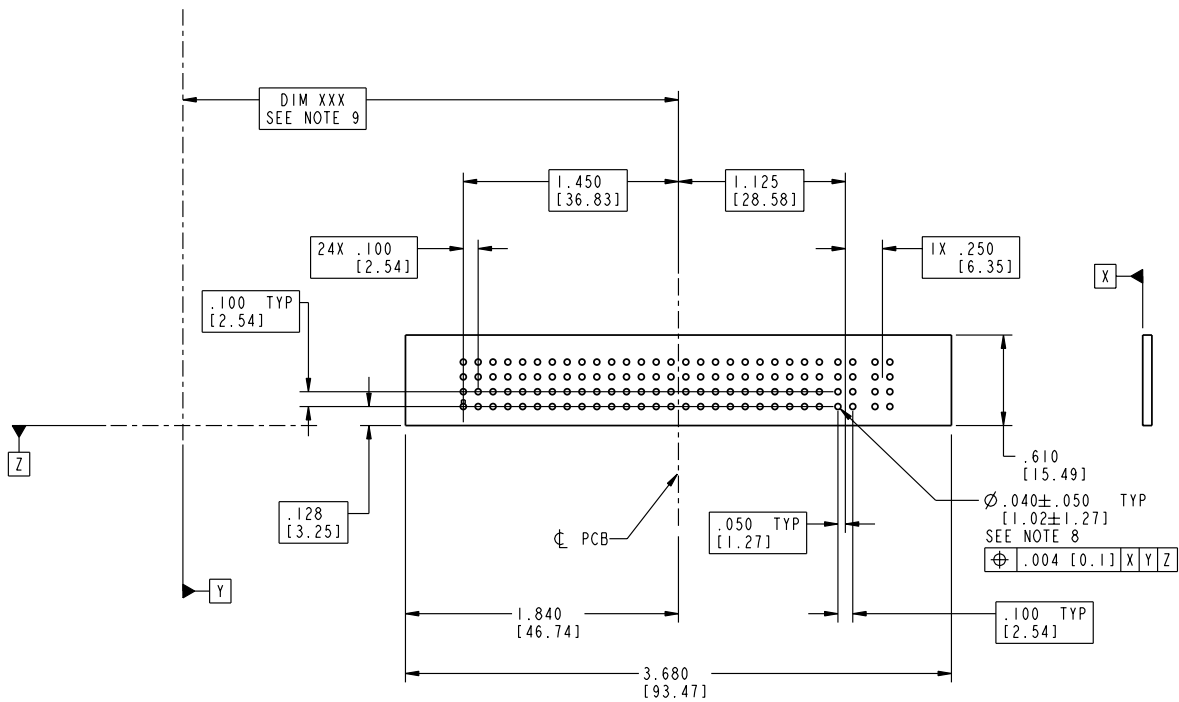 DIM XXX
SEE NOTE 9
1.450
[36.83]
1.125
[28.58]
24X .100
[2.54]
1X .250
[6.35]
X
.100 TYP
[2.54]
Z
.610
[15.49]
Ø .040±.050 TYP
[1.02±1.27]
SEE NOTE 8
⌖ .004 [0.1] X Y Z
.128
[3.25]
℄ PCB
.050 TYP
[1.27]
Y
1.840
[46.74]
.100 TYP
[2.54]
3.680
[93.47]